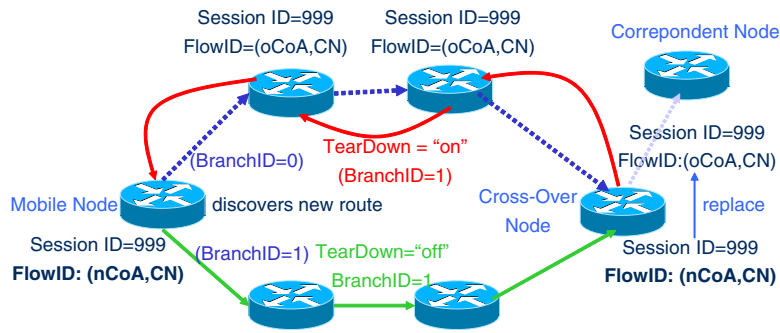 Session ID=999
FlowID=(oCoA,CN)
Session ID=999
FlowID=(oCoA,CN)
Correpondent Node
(BranchID=0)
TearDown = “on”
(BranchID=1)
Session ID=999
FlowID:(oCoA,CN)
Mobile Node
discovers new route
Cross-Over
Node
replace
Session ID=999
FlowID: (nCoA,CN)
(BranchID=1)
TearDown=“off”
BranchID=1
Session ID=999
FlowID: (nCoA,CN)